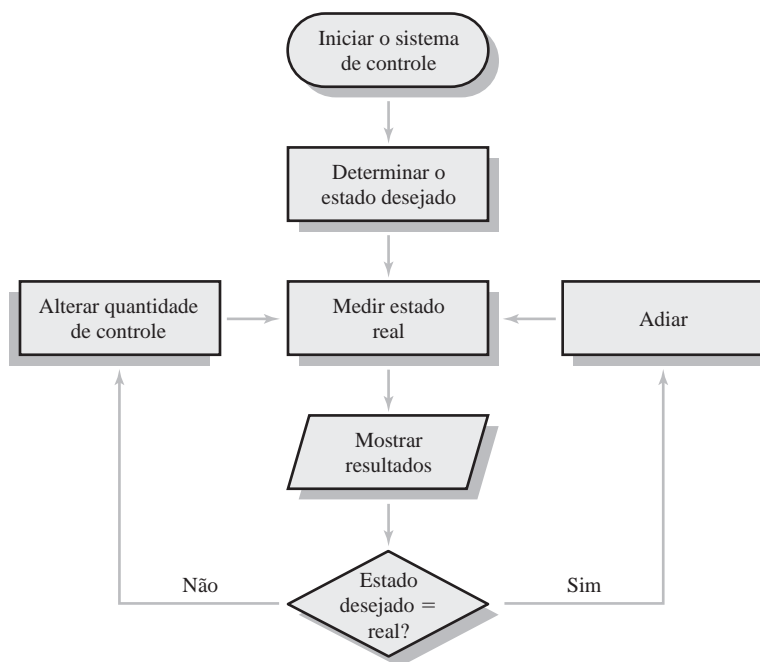 Iniciar o sistema
de controle
Determinar o
estado desejado
Alterar quantidade
de controle
Medir estado
real
Adiar
Mostrar
resultados
Não
Estado
desejado =
real?
Sim